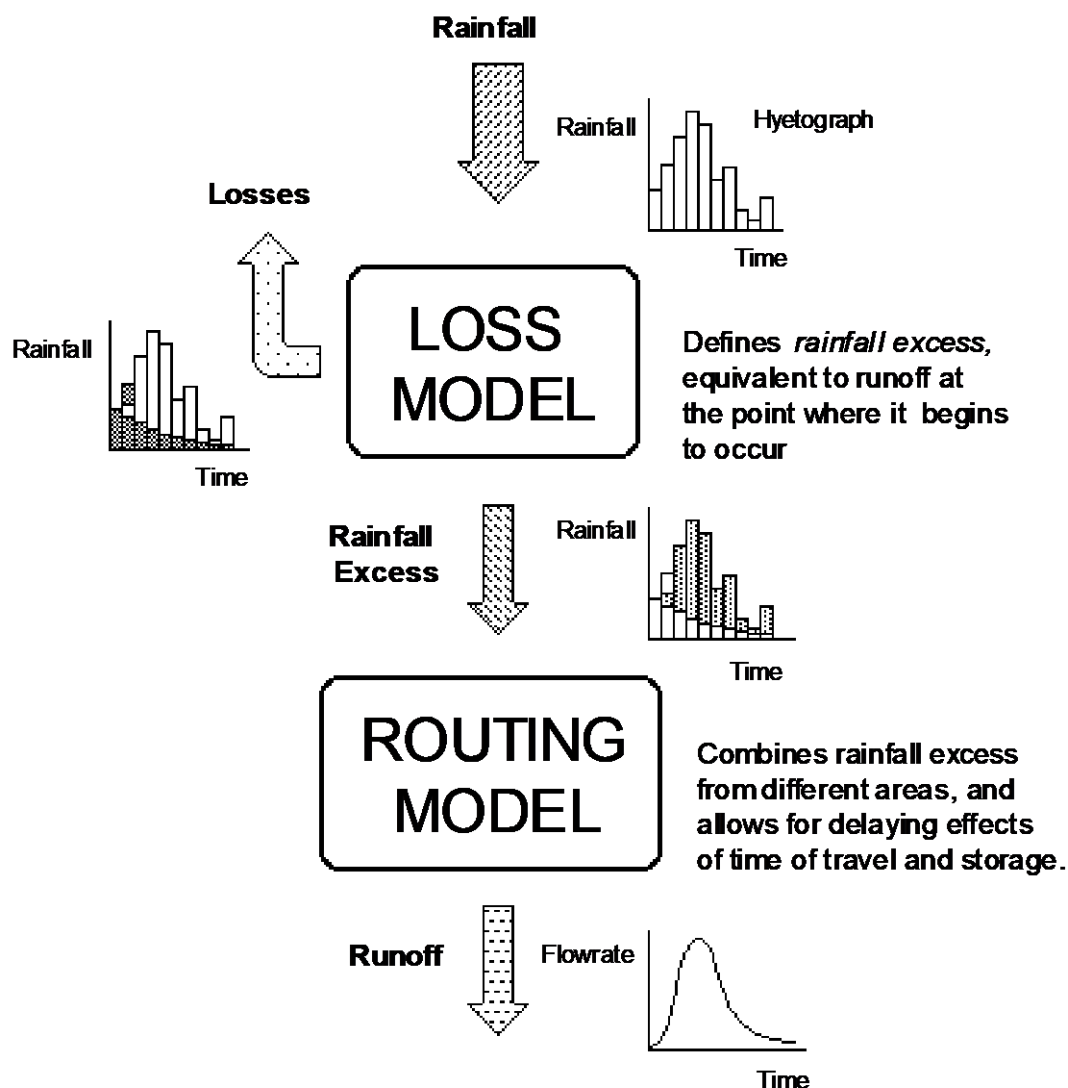 Rainfall
Rainfall
Hyetograph
Time
Losses
Rainfall
Time
LOSS
MODEL
Defines rainfall excess,
equivalent to runoff at
the point where it begins
to occur
Rainfall
Excess
Rainfall
Time
ROUTING
MODEL
Combines rainfall excess
from different areas, and
allows for delaying effects
of time of travel and storage.
Runoff
Flowrate
Time